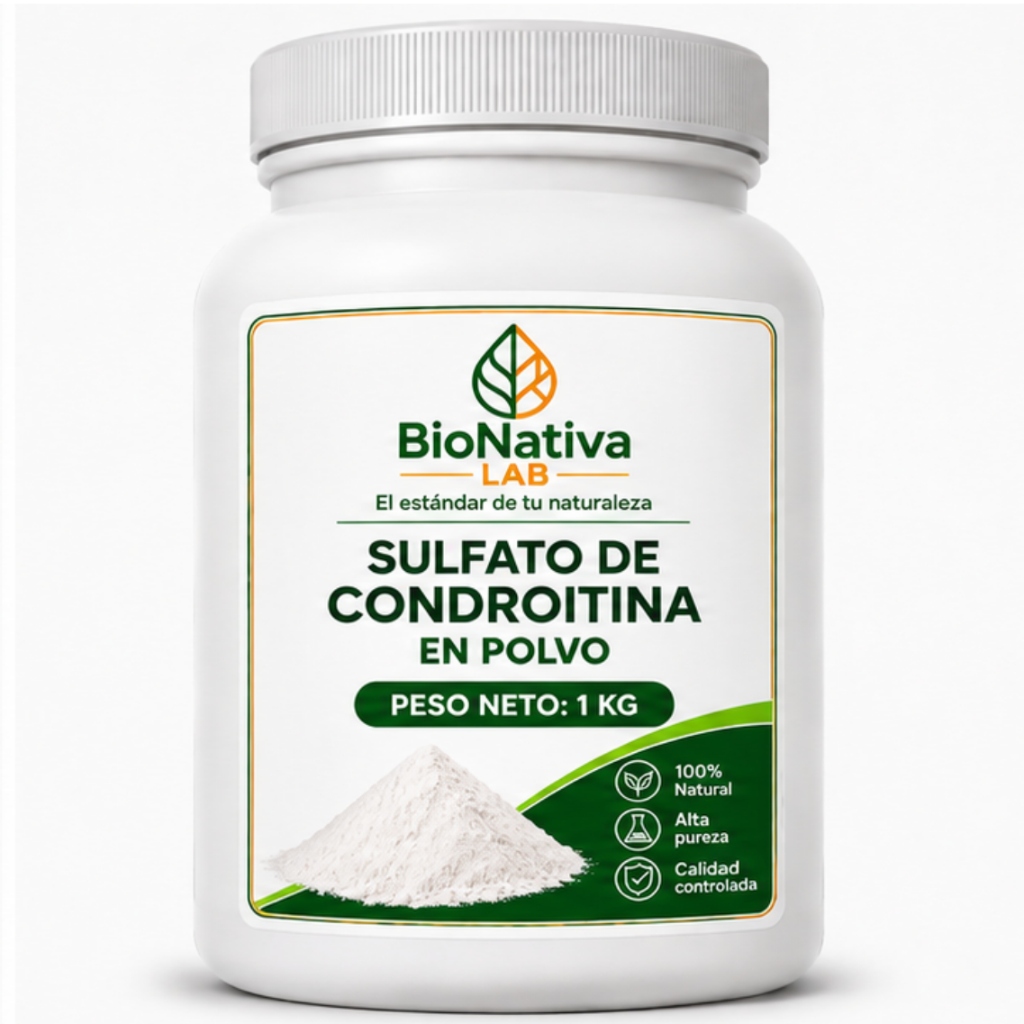 BioNativa
LAB
El estándar de tu naturaleza
SULFATO DE
CONDROITINA
EN POLVO
PESO NETO: 1 KG
100%
Natural
Alta
pureza
Calidad
controlada